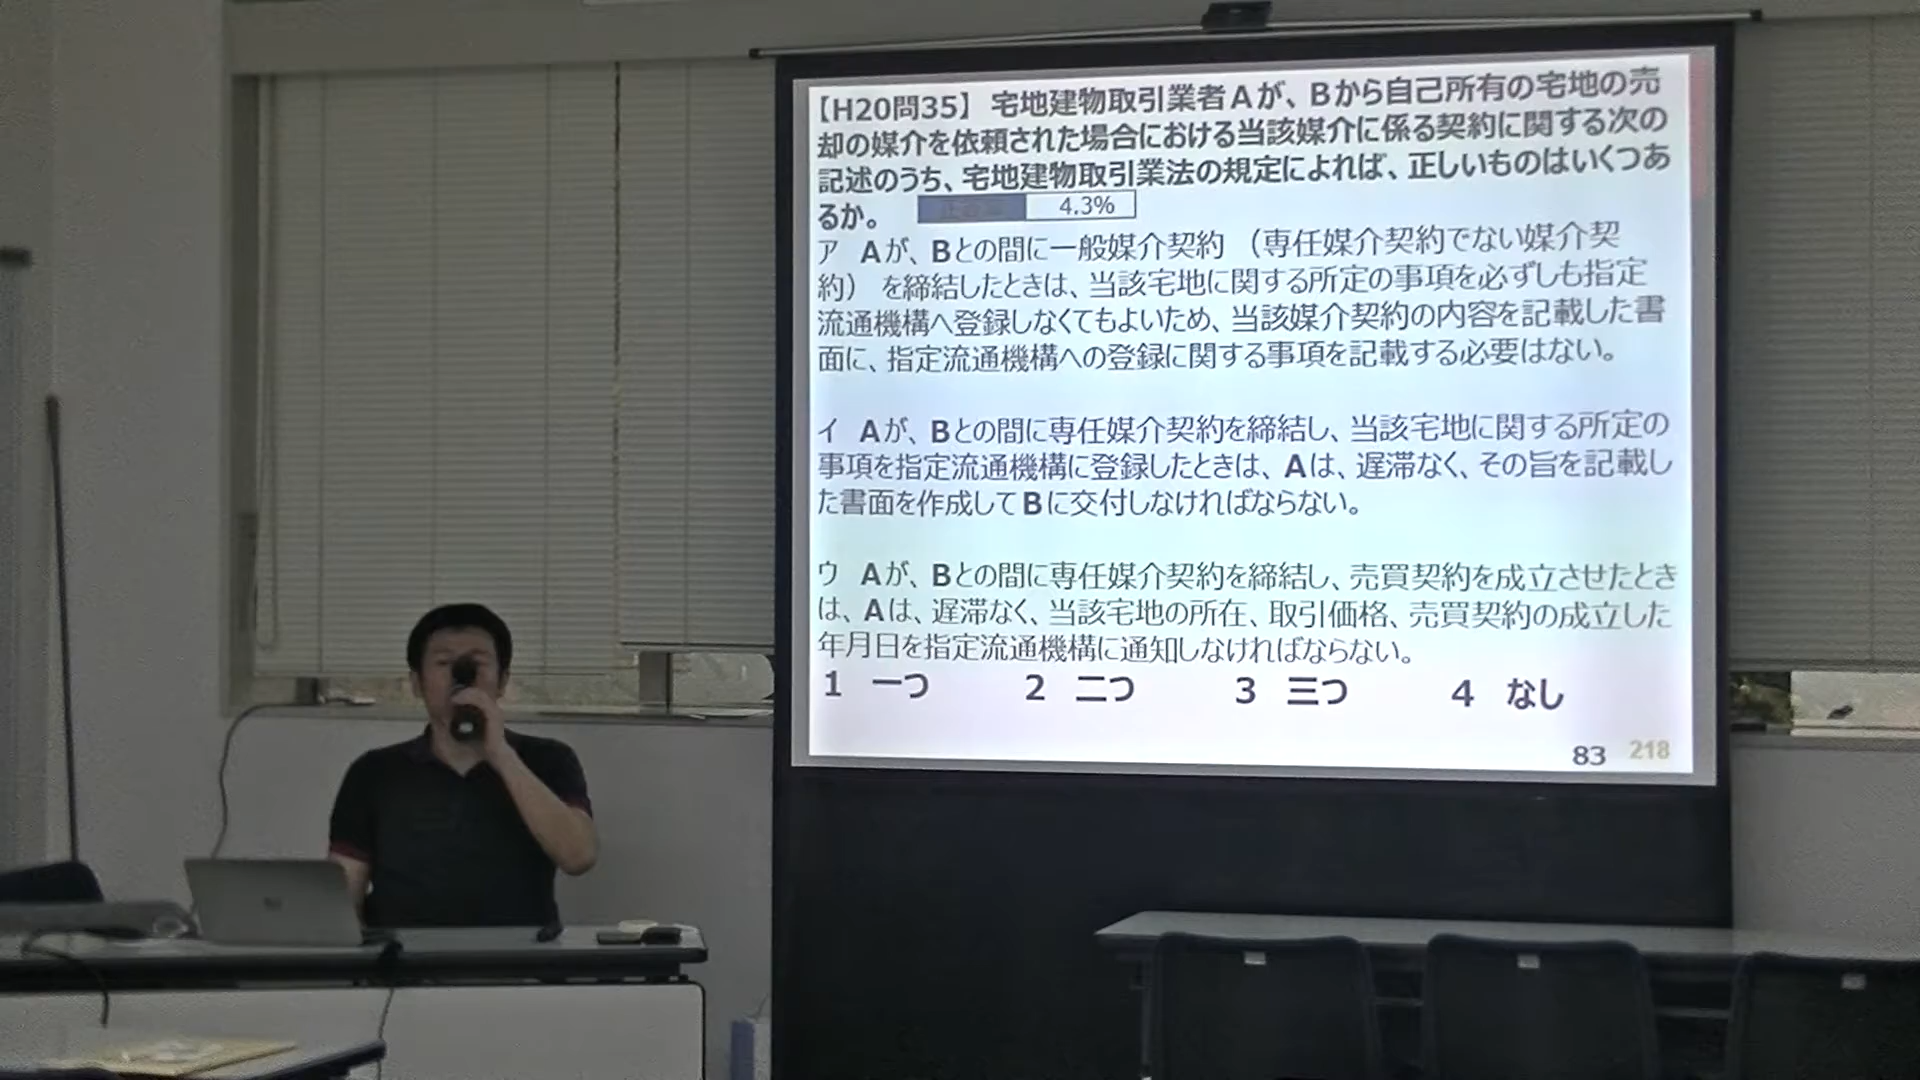 【H20問35】 宅地建物取引業者Aが、Bから自己所有の宅地の売
却の媒介を依頼された場合における当該媒介に係る契約に関する次の
記述のうち、宅地建物取引業法の規定によれば、正しいものはいくつあ
るか。 4.3%
ア Aが、Bとの間に一般媒介契約 （専任媒介契約でない媒介契
約） を締結したときは、当該宅地に関する所定の事項を必ずしも指定
流通機構へ登録しなくてもよいため、当該媒介契約の内容を記載した書
面に、指定流通機構への登録に関する事項を記載する必要はない。
イ Aが、Bとの間に専任媒介契約を締結し、当該宅地に関する所定の
事項を指定流通機構に登録したときは、Aは、遅滞なく、その旨を記載し
た書面を作成してBに交付しなければならない。
ウ Aが、Bとの間に専任媒介契約を締結し、売買契約を成立させたとき
は、Aは、遅滞なく、当該宅地の所在、取引価格、売買契約の成立した
年月日を指定流通機構に通知しなければならない。
1 一つ 2 二つ 3 三つ 4 なし
83 218